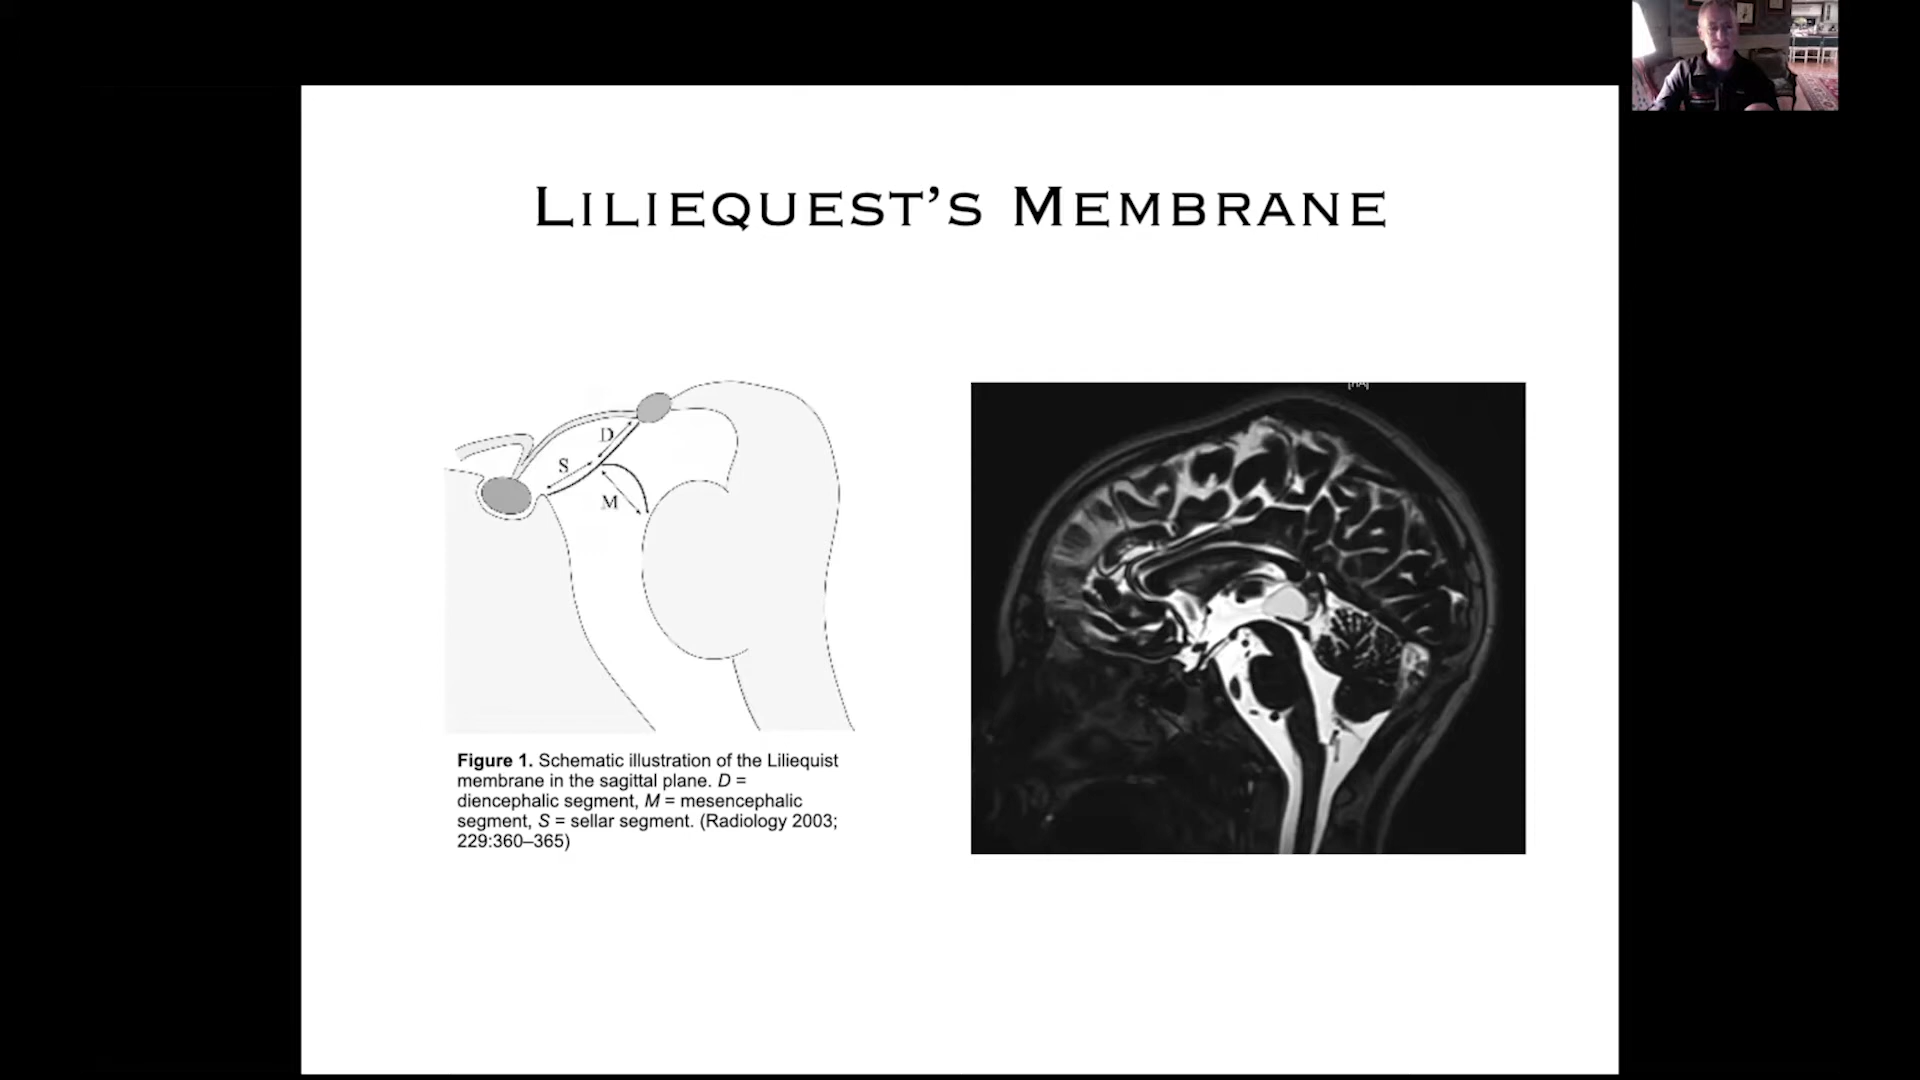 LILIEQUEST'S MEMBRANE
D
S
M
[HA]
Figure 1. Schematic illustration of the Liliequist
membrane in the sagittal plane. D =
diencephalic segment, M = mesencephalic
segment, S = sellar segment. (Radiology 2003;
229:360–365)